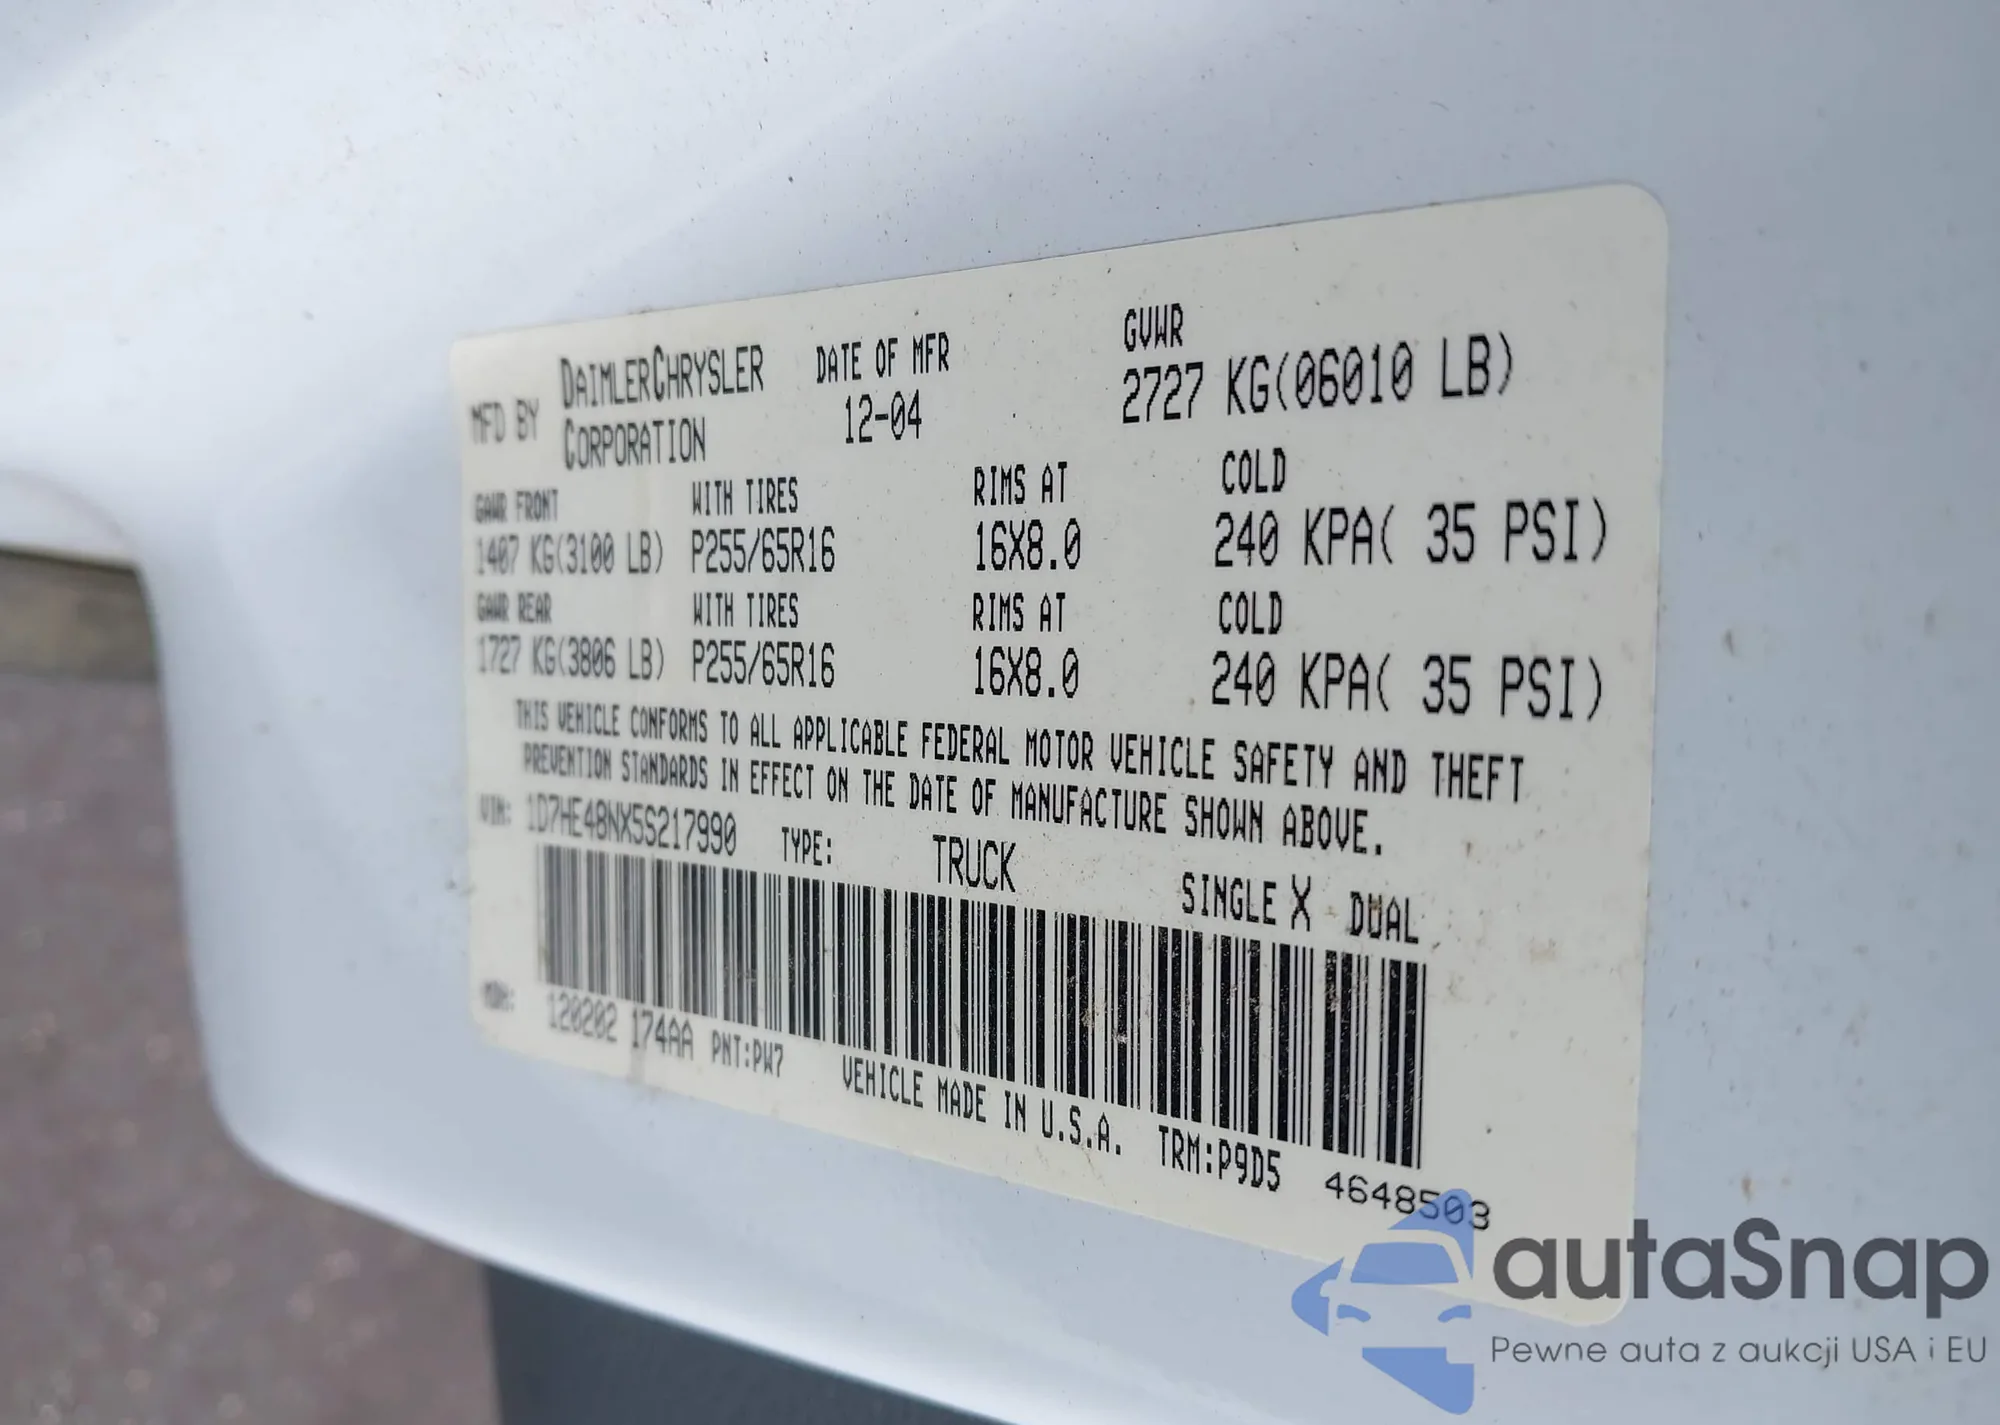 MFD BY DAIMLERCHRYSLER CORPORATION DATE OF MFR 12-04 GVWR 2727 KG(06010 LB)
GAWR FRONT WITH TIRES RIMS AT COLD
1407 KG(3100 LB) P255/65R16 16X8.0 240 KPA( 35 PSI)
GAWR REAR WITH TIRES RIMS AT COLD
1727 KG(3806 LB) P255/65R16 16X8.0 240 KPA( 35 PSI)
THIS VEHICLE CONFORMS TO ALL APPLICABLE FEDERAL MOTOR VEHICLE SAFETY AND THEFT
PREVENTION STANDARDS IN EFFECT ON THE DATE OF MANUFACTURE SHOWN ABOVE.
VIN: 1D7HE48NX5S217990 TYPE: TRUCK SINGLE X DUAL
MDH: 120202 174AA PNT:PW7 VEHICLE MADE IN U.S.A. TRM:P9D5 4648503
autaSnap
Pewne auta z aukcji USA i EU